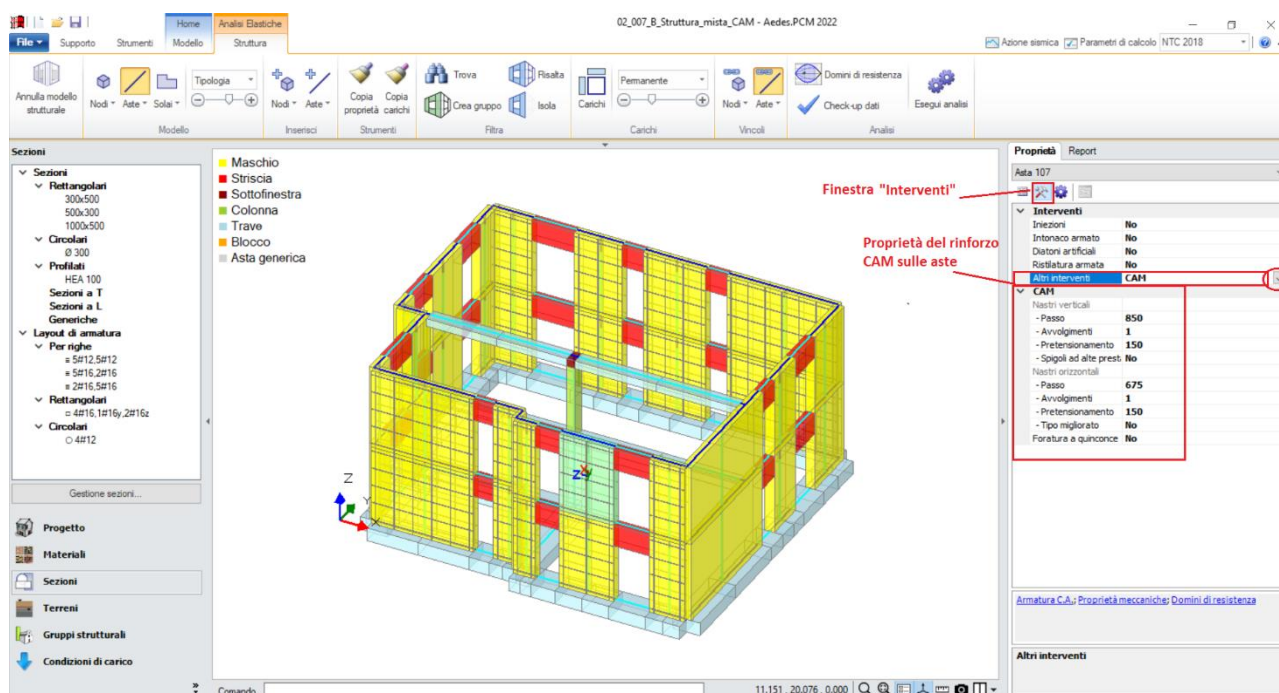 02_007_B_Struttura_mista_CAM - Aedes.PCM 2022
Home
Analisi Elastiche
File
Supporto
Strumenti
Modello
Struttura
Azione sismica
Parametri di calcolo
NTC 2018
Annulla modello strutturale
Nodi
Aste
Solai
Tipologia
Modello
Nodi
Aste
Inserisci
Copia proprietà
Copia carichi
Strumenti
Trova
Crea gruppo
Risalta
Isola
Filtra
Carichi
Permanente
Carichi
Nodi
Aste
Vincoli
Domini di resistenza
Check-up dati
Esegui analisi
Analisi
Sezioni
Sezioni
Rettangolari
300x500
500x300
1000x500
Circolari
Ø 300
Profilati
HEA 100
Sezioni a T
Sezioni a L
Generiche
Layout di armatura
Per righe
5#12,5#12
5#16,2#16
2#16,5#16
Rettangolari
4#16,1#16y,2#16z
Circolari
4#12
Gestione sezioni...
Progetto
Materiali
Sezioni
Terreni
Gruppi strutturali
Condizioni di carico
Maschio
Striscia
Sottofinestra
Colonna
Trave
Blocco
Asta generica
Z
Y
X
Finestra "Interventi"
Proprietà del rinforzo
CAM sulle aste
Proprietà
Report
Asta 107
Interventi
Iniezioni No
Intonaco armato No
Diatoni artificiali No
Ristilatura armata No
Altri interventi CAM
CAM
Nastri verticali
- Passo 850
- Avvolgimenti 1
- Pretensionamento 150
- Spigoli ad alte prest No
Nastri orizzontali
- Passo 675
- Avvolgimenti 1
- Pretensionamento 150
- Tipo migliorato No
Foratura a quinconce No
Armatura C.A.; Proprietà meccaniche; Domini di resistenza
Altri interventi
Comando
11.151 , 20.076 , 0.000